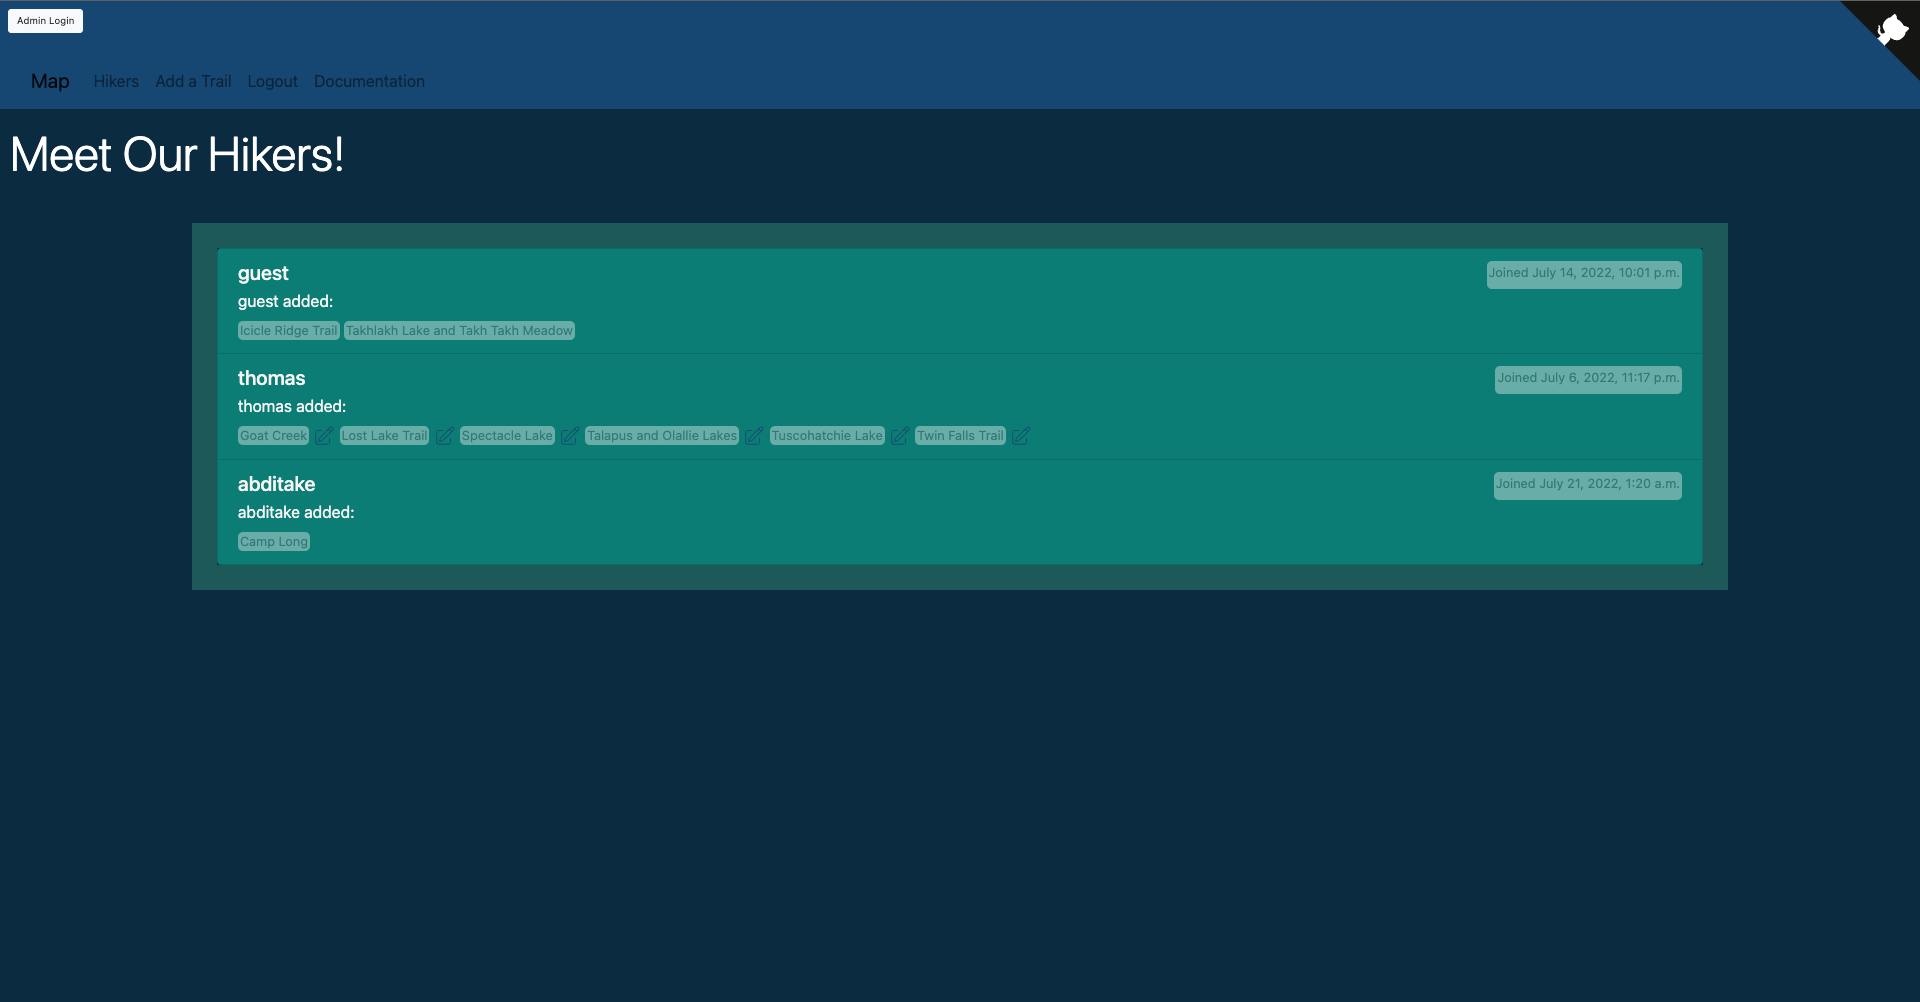 Admin Login
Map Hikers Add a Trail Logout Documentation
Meet Our Hikers!
guest Joined July 14, 2022, 10:01 p.m.
guest added:
Icicle Ridge Trail Takhlakh Lake and Takh Takh Meadow
thomas Joined July 6, 2022, 11:17 p.m.
thomas added:
Goat Creek Lost Lake Trail Spectacle Lake Talapus and Olallie Lakes Tuscohatchie Lake Twin Falls Trail
abditake Joined July 21, 2022, 1:20 a.m.
abditake added:
Camp Long